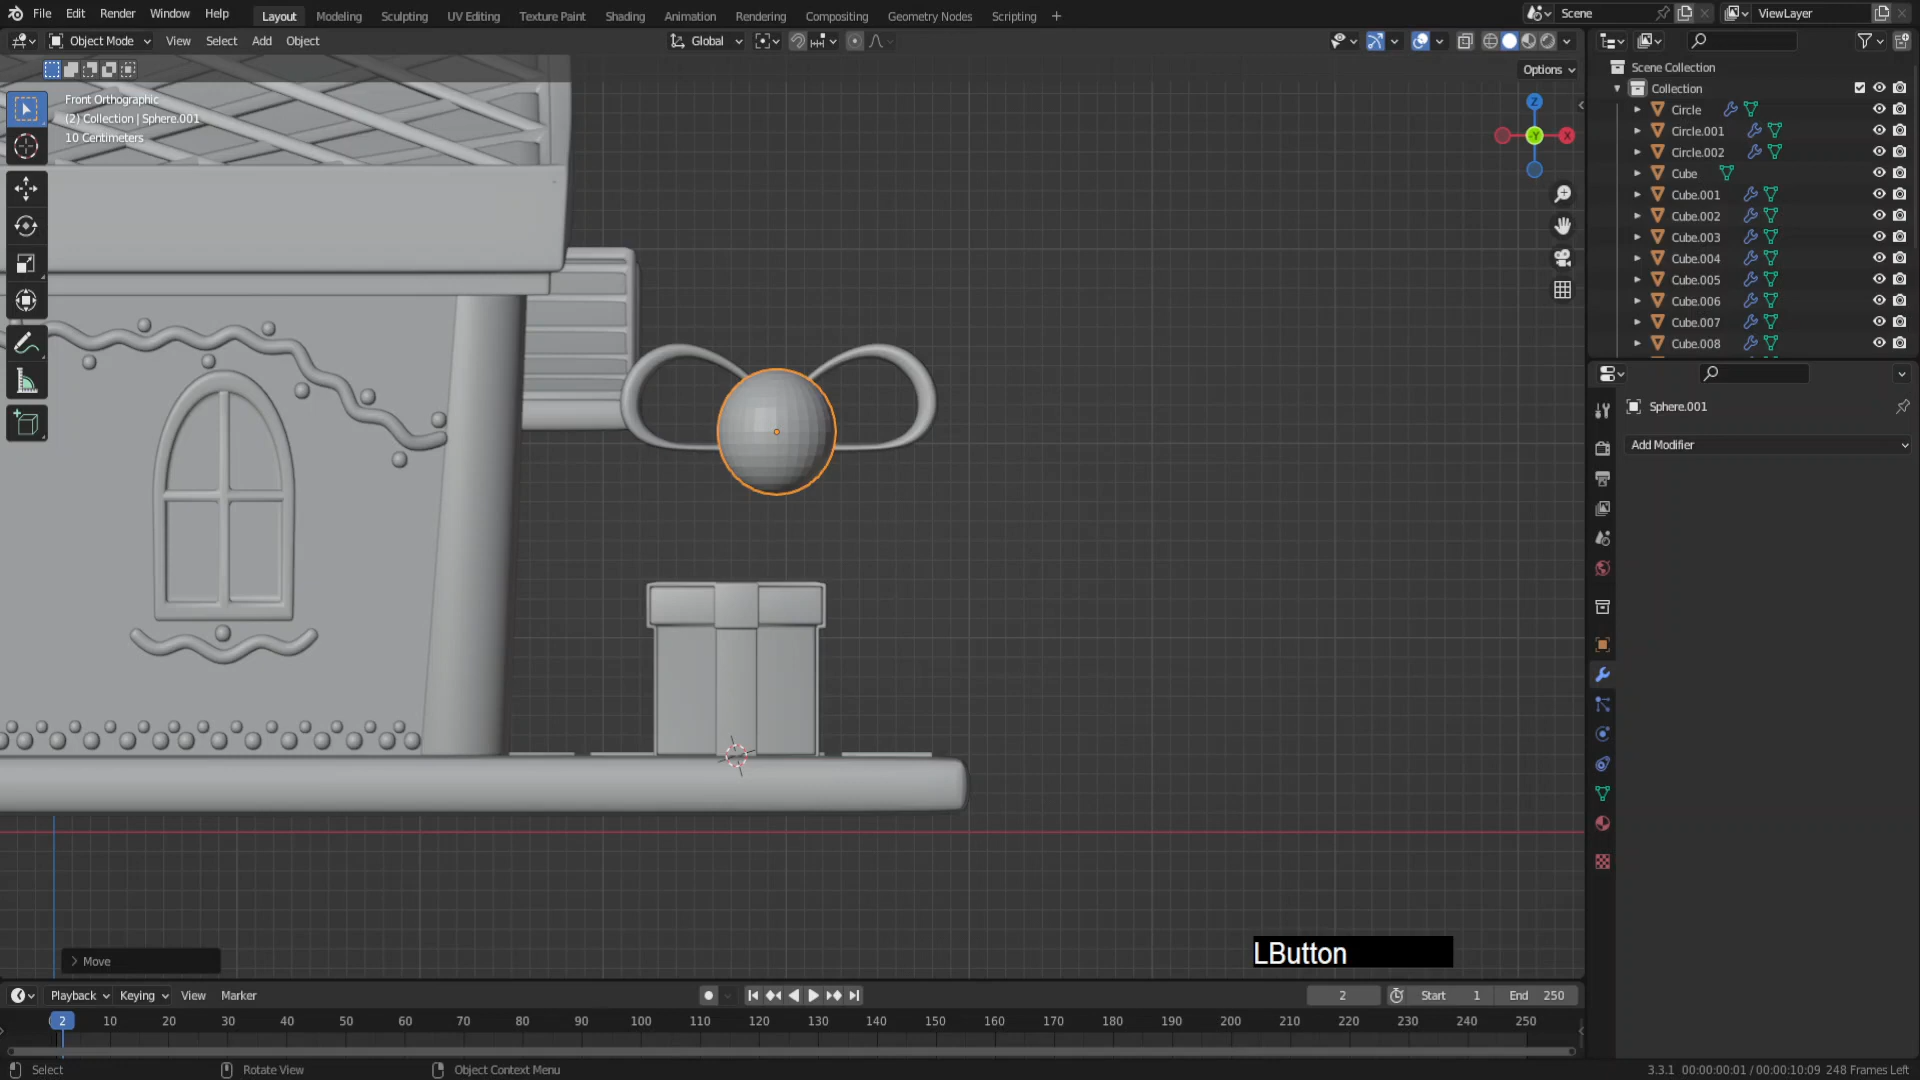 File Edit Render Window Help Layout Modeling Sculpting UV Editing Texture Paint Shading Animation Rendering Compositing Geometry Nodes Scripting + Scene ViewLayer
Object Mode View Select Add Object Global
Options
Front Orthographic
(2) Collection | Sphere.001
10 Centimeters
Z
X
-Y
Scene Collection
Collection
Circle
Circle.001
Circle.002
Cube
Cube.001
Cube.002
Cube.003
Cube.004
Cube.005
Cube.006
Cube.007
Cube.008
Sphere.001
Add Modifier
LButton
Move
Playback Keying View Marker 2 Start 1 End 250
2 10 20 30 40 50 60 70 80 90 100 110 120 130 140 150 160 170 180 190 200 210 220 230 240 250
Select Rotate View Object Context Menu 3.3.1 00:00:00:01 / 00:00:10:09 248 Frames Left